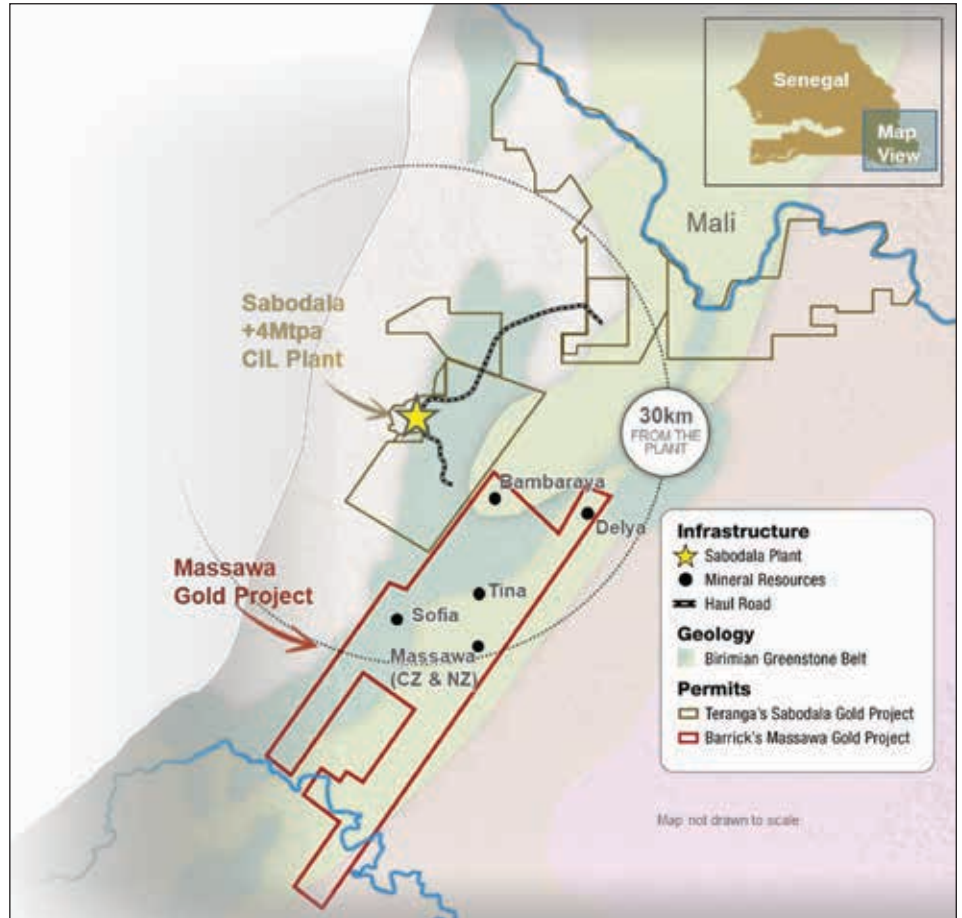 Senegal
Map
View
Mali
Sabodala
+4Mtpa
CIL Plant
30km
FROM THE
PLANT
Bambaraya
Delya
Massawa
Gold Project
Tina
Sofia
Massawa
(CZ & NZ)
Infrastructure
Sabodala Plant
Mineral Resources
Haul Road
Geology
Birimian Greenstone Belt
Permits
Teranga's Sabodala Gold Project
Barrick's Massawa Gold Project
Map not drawn to scale